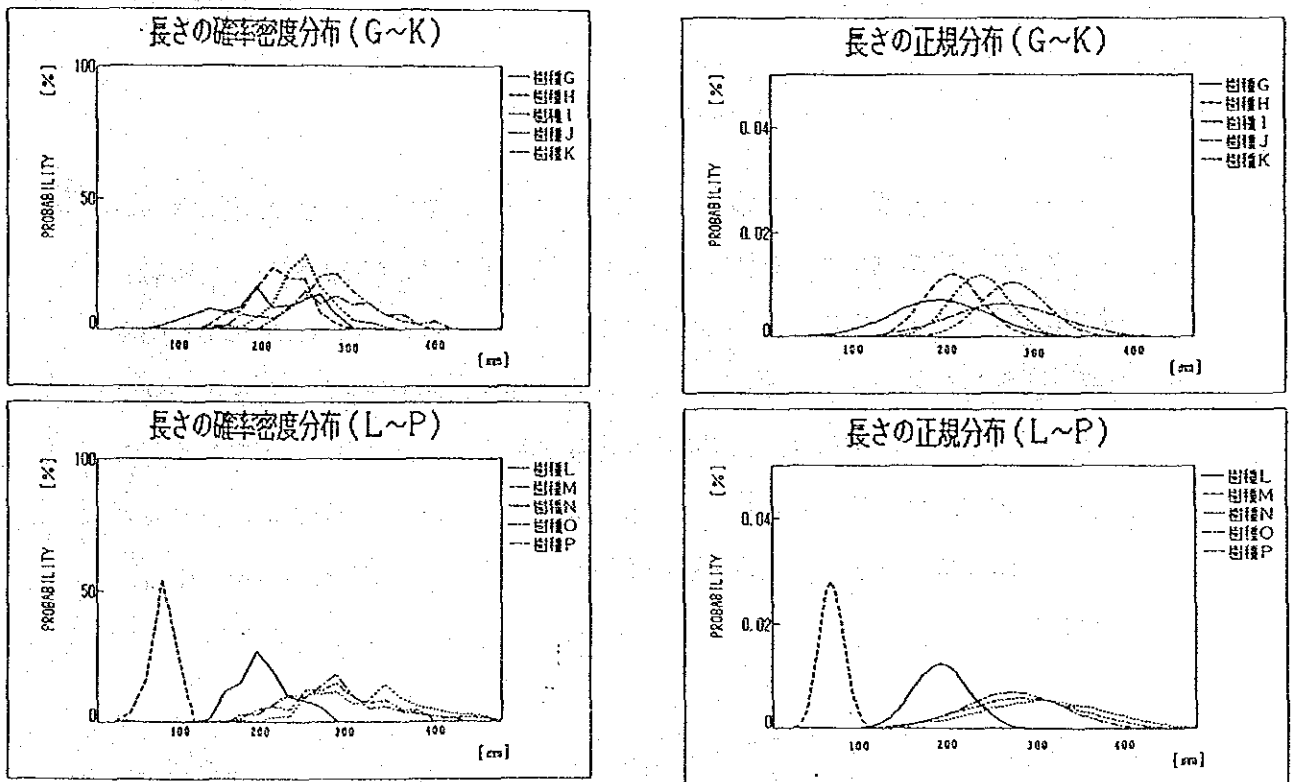 長さの確率密度分布(G~K)
[%]
PROBABILITY
100
50
0
100
200
300
400
樹種G
樹種H
樹種I
樹種J
樹種K
長さの正規分布(G~K)
[%]
PROBABILITY
0.04
0.02
0
100
200
300
400
樹種G
樹種H
樹種I
樹種J
樹種K
長さの確率密度分布(L~P)
[%]
PROBABILITY
100
50
0
100
200
300
400
樹種L
樹種M
樹種N
樹種O
樹種P
長さの正規分布(L~P)
[%]
PROBABILITY
0.04
0.02
0
100
200
300
400
樹種L
樹種M
樹種N
樹種O
樹種P